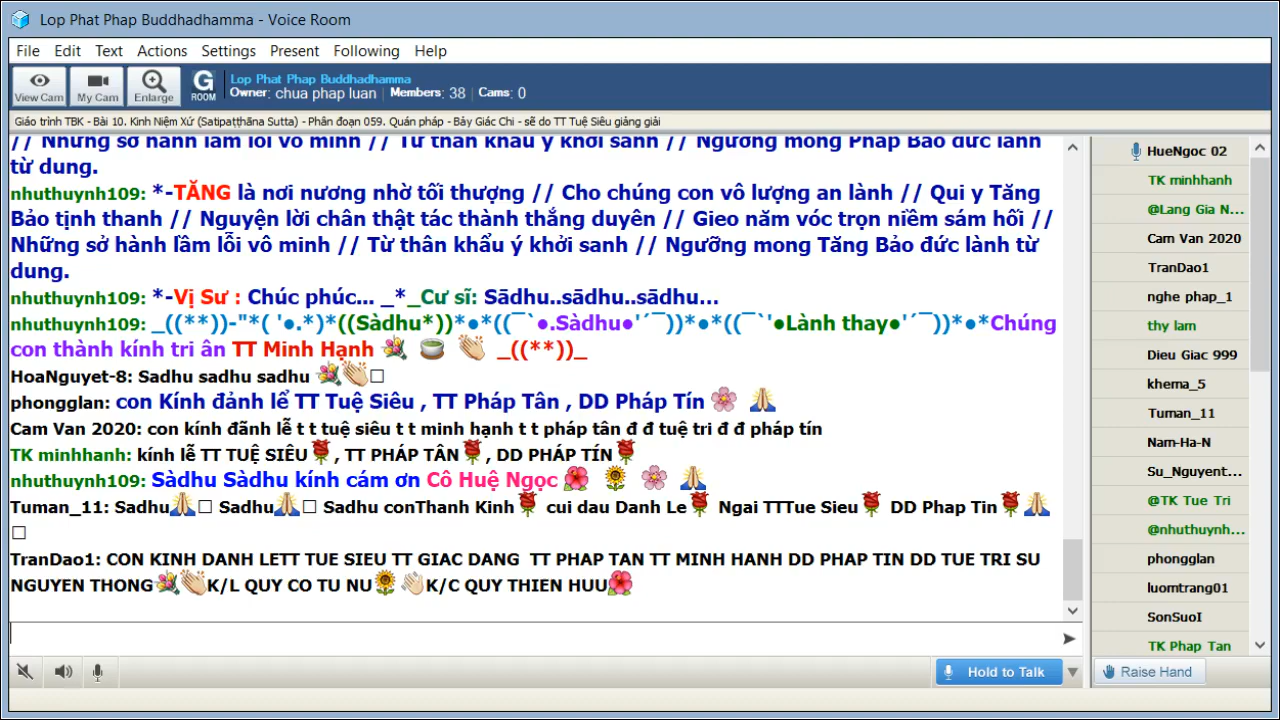 Lop Phat Phap Buddhadhamma - Voice Room
File Edit Text Actions Settings Present Following Help
View Cam My Cam Enlarge G ROOM
Lop Phat Phap Buddhadhamma
Owner: chua phap luan Members: 38 Cams: 0
Giáo trình TBK - Bài 10. Kinh Niệm Xứ (Satipaṭṭhāna Sutta) - Phân đoạn 059. Quán pháp - Bảy Giác Chi - sẽ do TT Tuệ Siêu giảng giải
// Những sở hành lầm lỗi vô minh // Từ thân khẩu ý khởi sanh // Ngưỡng mong Pháp Bảo đức lành
từ dung.
nhuthuynh109: *-TĂNG là nơi nương nhờ tối thượng // Cho chúng con vô lượng an lành // Qui y Tăng
Bảo tịnh thanh // Nguyện lời chân thật tác thành thắng duyên // Gieo năm vóc trọn niềm sám hối //
Những sở hành lầm lỗi vô minh // Từ thân khẩu ý khởi sanh // Ngưỡng mong Tăng Bảo đức lành từ
dung.
nhuthuynh109: *-Vị Sư : Chúc phúc... _*_Cư sĩ: Sādhu..sādhu..sādhu...
nhuthuynh109: _((**))-"*( '●.*)*((Sàdhu*))*●*((¯`●.Sàdhu●'´¯))*●*((¯`'●Lành thay●'´¯))*●*Chúng
con thành kính tri ân TT Minh Hạnh 💐 🍵 👏 _((**))_
HoaNguyet-8: Sadhu sadhu sadhu 💐👏□
phongglan: con Kính đảnh lể TT Tuệ Siêu , TT Pháp Tân , DD Pháp Tín 🌸 🙏
Cam Van 2020: con kính đãnh lễ t t tuệ siêu t t minh hạnh t t pháp tân đ đ tuệ tri đ đ pháp tín
TK minhhanh: kính lễ TT TUỆ SIÊU🌹, TT PHÁP TÂN🌹, DD PHÁP TÍN🌹
nhuthuynh109: Sàdhu Sàdhu kính cám ơn Cô Huệ Ngọc 🌺 🌻 🌸 🙏
Tuman_11: Sadhu🙏□ Sadhu🙏□ Sadhu conThanh Kinh🌹 cui dau Danh Le🌹 Ngai TTTue Sieu🌹 DD Phap Tin🌹🙏
□
TranDao1: CON KINH DANH LETT TUE SIEU TT GIAC DANG TT PHAP TAN TT MINH HANH DD PHAP TIN DD TUE TRI SU
NGUYEN THONG💐👏K/L QUY CO TU NU🌻👏K/C QUY THIEN HUU🌺
HueNgoc 02
TK minhhanh
@Lang Gia N...
Cam Van 2020
TranDao1
nghe phap_1
thy lam
Dieu Giac 999
khema_5
Tuman_11
Nam-Ha-N
Su_Nguyent...
@TK Tue Tri
@nhuthuynh...
phongglan
luomtrang01
SonSuoI
TK Phap Tan
Hold to Talk
Raise Hand